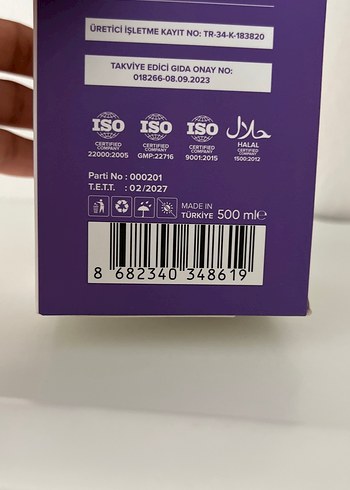 ÜRETİCİ İŞLETME KAYIT NO: TR-34-K-183820
TAKVİYE EDİCİ GIDA ONAY NO:
018266-08.09.2023
ISO
CERTIFIED
COMPANY
22000:2005
ISO
CERTIFIED
COMPANY
GMP:22716
ISO
CERTIFIED
COMPANY
9001:2015
حلال
HALAL
CERTIFIED
COMPANY
1500:2012
Parti No : 000201
T.E.T.T. : 02/2027
MADE IN
TÜRKİYE 500 ml℮
8 682340 348619